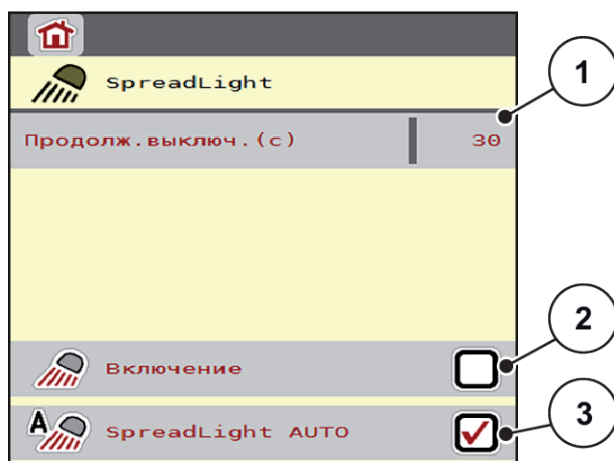 SpreadLight
1
Продолж.выключ.(с) 30
2
Включение
3
A SpreadLight AUTO